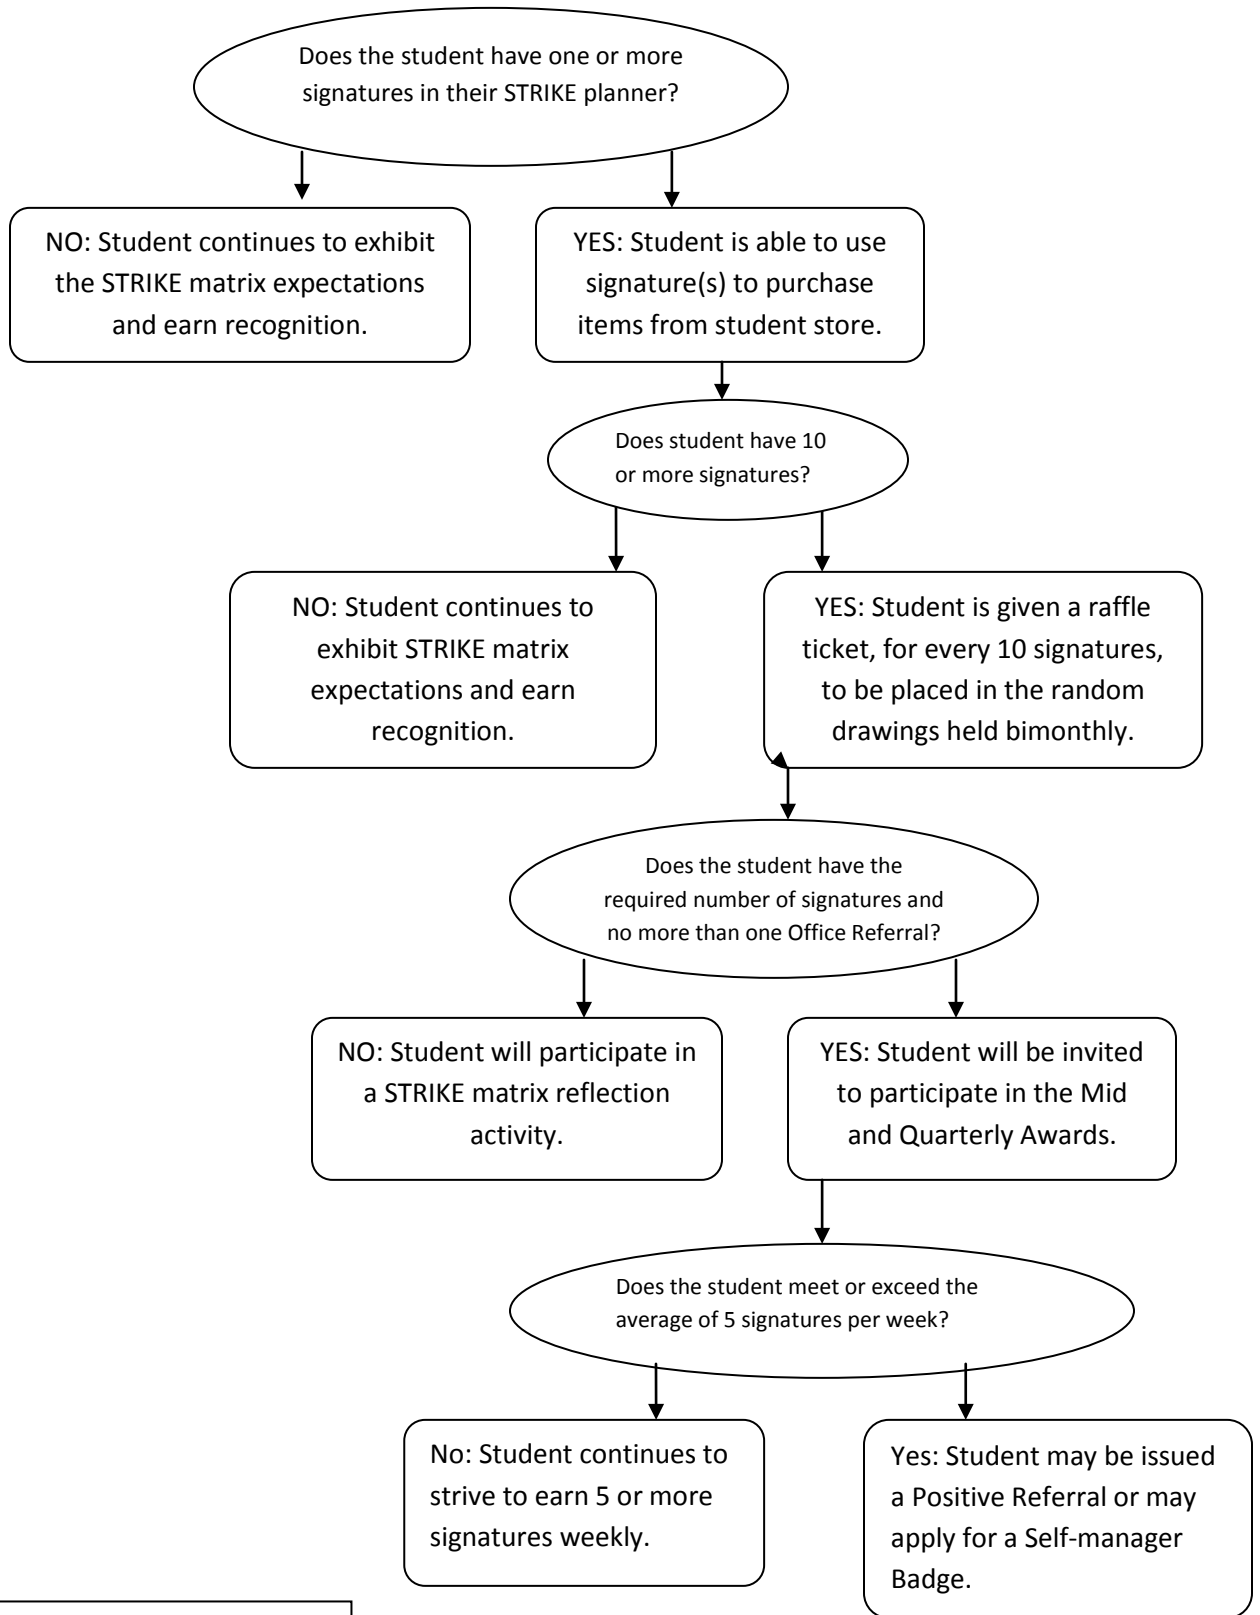 Does the student have one or more
signatures in their STRIKE planner?
NO: Student continues to exhibit
the STRIKE matrix expectations
and earn recognition.
YES: Student is able to use
signature(s) to purchase
items from student store.
Does student have 10
or more signatures?
NO: Student continues to
exhibit STRIKE matrix
expectations and earn
recognition.
YES: Student is given a raffle
ticket, for every 10 signatures,
to be placed in the random
drawings held bimonthly.
Does the student have the
required number of signatures and
no more than one Office Referral?
NO: Student will participate in
a STRIKE matrix reflection
activity.
YES: Student will be invited
to participate in the Mid
and Quarterly Awards.
Does the student meet or exceed the
average of 5 signatures per week?
No: Student continues to
strive to earn 5 or more
signatures weekly.
Yes: Student may be issued
a Positive Referral or may
apply for a Self-manager
Badge.